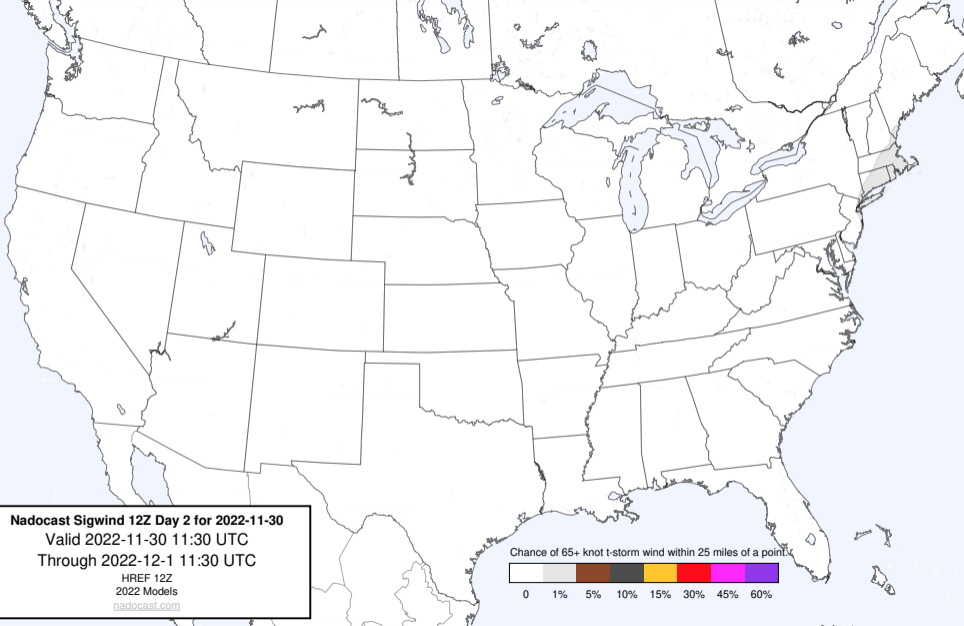 Nadocast Sigwind 12Z Day 2 for 2022-11-30
Valid 2022-11-30 11:30 UTC
Through 2022-12-1 11:30 UTC
HREF 12Z
2022 Models
nadocast.com
Chance of 65+ knot t-storm wind within 25 miles of a point.
0 1% 5% 10% 15% 30% 45% 60%